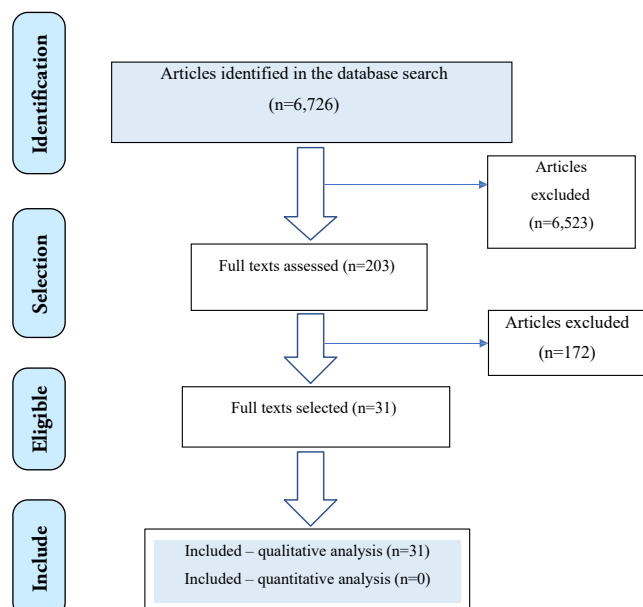 Identification
Articles identified in the database search
(n=6,726)
Articles
excluded
(n=6,523)
Selection
Full texts assessed (n=203)
Articles excluded
(n=172)
Eligible
Full texts selected (n=31)
Include
Included – qualitative analysis (n=31)
Included – quantitative analysis (n=0)